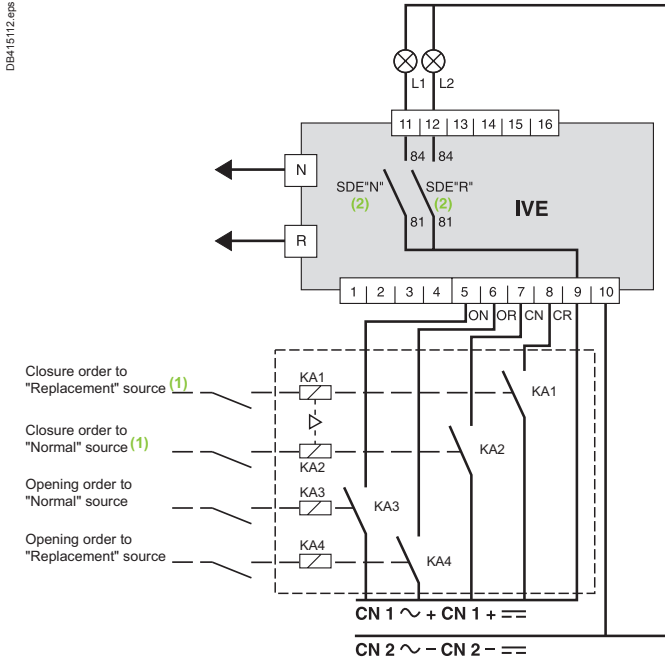 DB415112.eps
L1 L2
11 12 13 14 15 16
84 84
N
SDE"N" SDE"R"
(2) (2)
IVE
81 81
R
1 2 3 4 5 6 7 8 9 10
ON OR CN CR
Closure order to
"Replacement" source (1)
KA1
KA1
Closure order to
"Normal" source (1)
KA2
KA2
Opening order to
"Normal" source
KA3
KA3
Opening order to
"Replacement" source
KA4
KA4
CN 1 ~ + CN 1 + ⎓
CN 2 ~ – CN 2 – ⎓